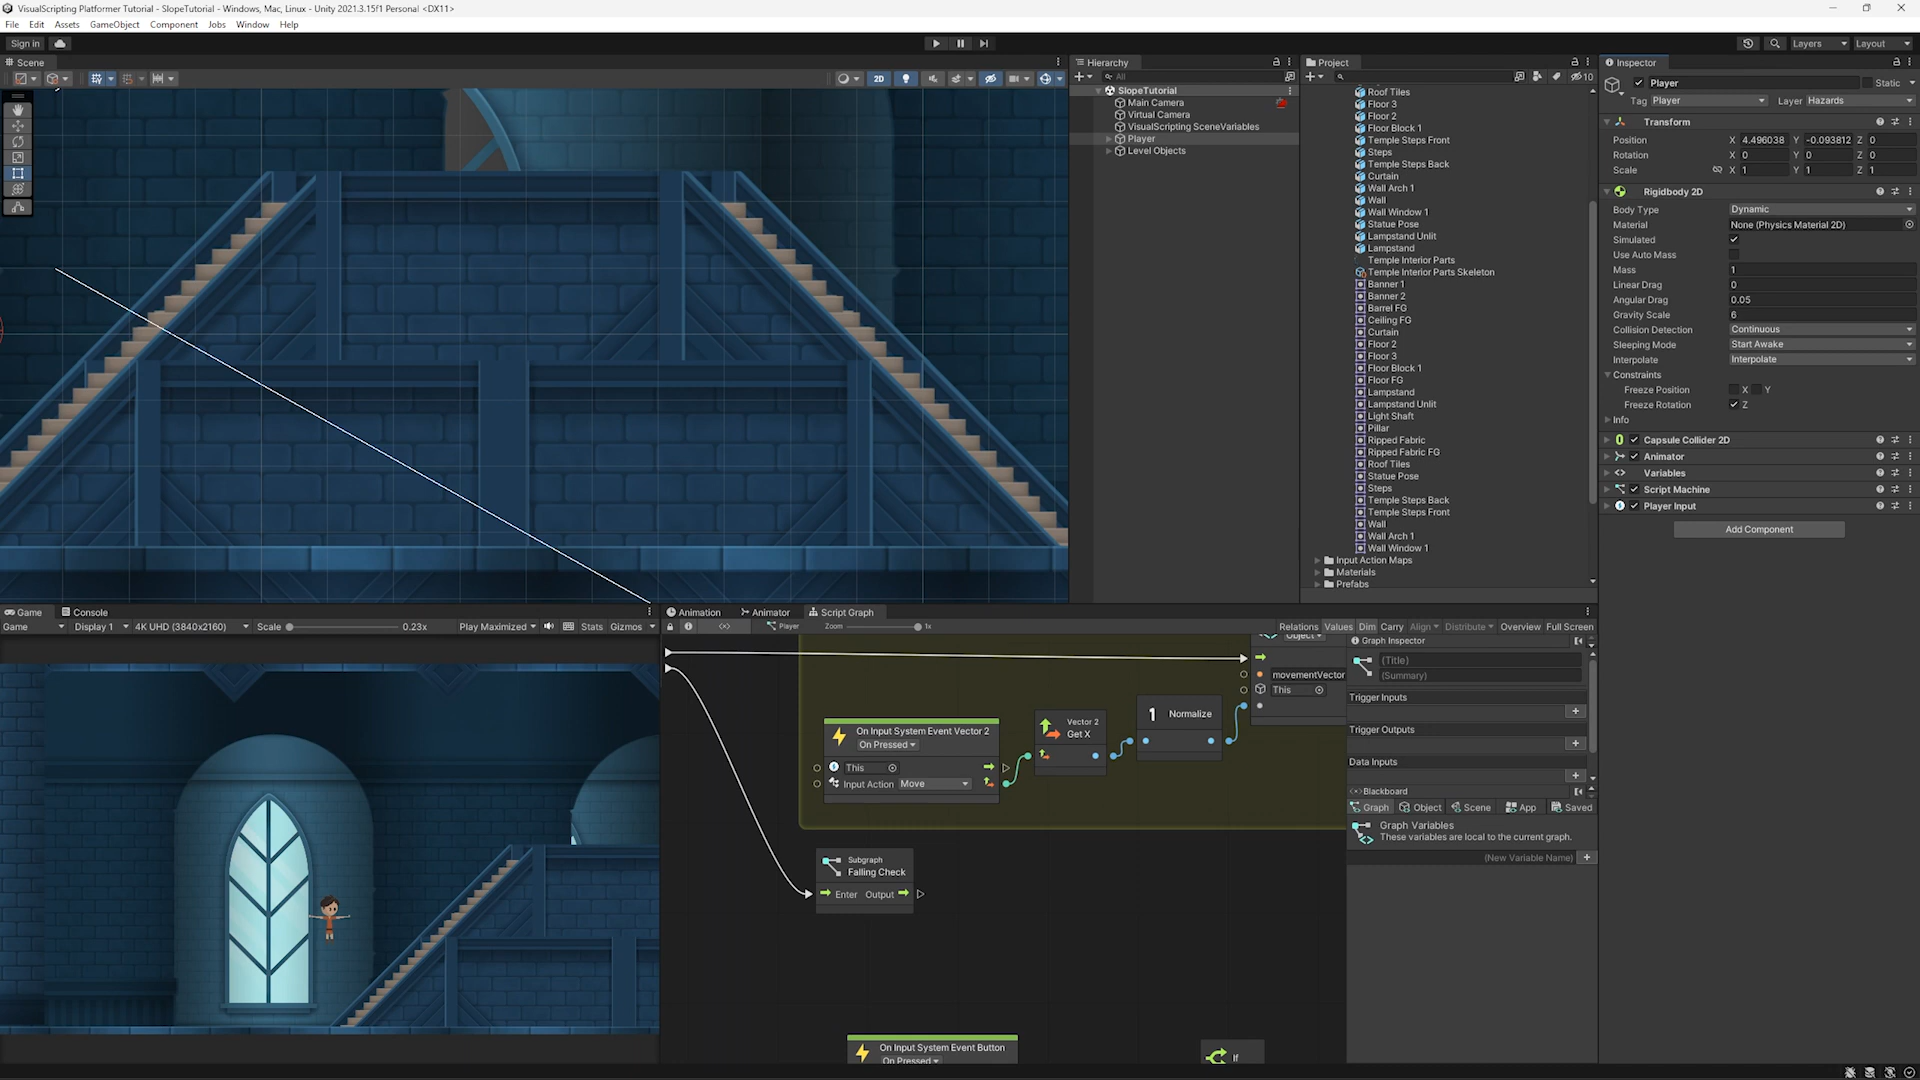 VisualScripting Platformer Tutorial - SlopeTutorial - Windows, Mac, Linux - Unity 2021.3.15f1 Personal <DX11>
File Edit Assets GameObject Component Jobs Window Help
Sign in
Layers Layout
Scene
2D
Hierarchy
All
SlopeTutorial
Main Camera
Virtual Camera
VisualScripting SceneVariables
Player
Level Objects
Project
10
Roof Tiles
Floor 3
Floor 2
Floor Block 1
Temple Steps Front
Steps
Temple Steps Back
Curtain
Wall Arch 1
Wall
Wall Window 1
Statue Pose
Lampstand Unlit
Lampstand
Temple Interior Parts
Temple Interior Parts Skeleton
Banner 1
Banner 2
Barrel FG
Ceiling FG
Curtain
Floor 2
Floor 3
Floor Block 1
Floor FG
Lampstand
Lampstand Unlit
Light Shaft
Pillar
Ripped Fabric
Ripped Fabric FG
Roof Tiles
Statue Pose
Steps
Temple Steps Back
Temple Steps Front
Wall
Wall Arch 1
Wall Window 1
Input Action Maps
Materials
Prefabs
Inspector
Player Static
Tag Player Layer Hazards
Transform
Position X 4.496038 Y -0.093812 Z 0
Rotation X 0 Y 0 Z 0
Scale X 1 Y 1 Z 1
Rigidbody 2D
Body Type Dynamic
Material None (Physics Material 2D)
Simulated
Use Auto Mass
Mass 1
Linear Drag 0
Angular Drag 0.05
Gravity Scale 6
Collision Detection Continuous
Sleeping Mode Start Awake
Interpolate Interpolate
Constraints
Freeze Position X Y
Freeze Rotation Z
Info
Capsule Collider 2D
Animator
Variables
Script Machine
Player Input
Add Component
Game Console
Game Display 1 4K UHD (3840x2160) Scale 0.23x Play Maximized Stats Gizmos
Animation Animator Script Graph
Player Zoom 1x Relations Values Dim Carry Align Distribute Overview Full Screen
Object
movementVector
This
On Input System Event Vector 2
On Pressed
This
Input Action Move
Vector 2
Get X
1 Normalize
Subgraph
Falling Check
Enter Output
On Input System Event Button
On Pressed
If
Graph Inspector
(Title)
(Summary)
Trigger Inputs
Trigger Outputs
Data Inputs
Blackboard
Graph Object Scene App Saved
Graph Variables
These variables are local to the current graph.
(New Variable Name)